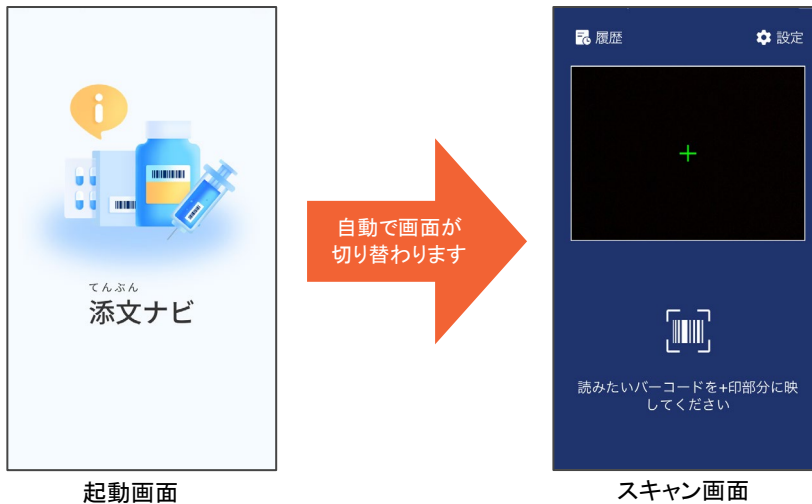 てんぶん
添文ナビ
起動画面
自動で画面が
切り替わります
履歴
設定
読みたいバーコードを+印部分に映
してください
スキャン画面